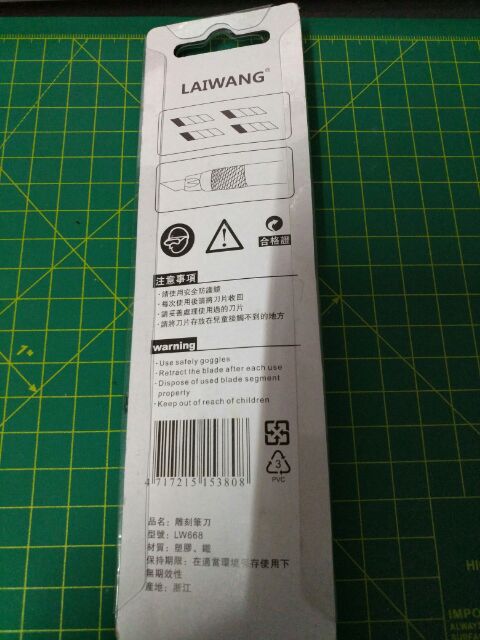 LAIWANG®
合格證
注意事項
·請使用安全防護鏡
·每次使用後請將刀片收回
·請妥善處理使用過的刀片
·請將刀片存放在兒童接觸不到的地方
warning
·Use safely goggles
·Retract the blade after each use
·Dispose of used blade segment
property
·Keep out of reach of children
4 717215 153808
3
PVC
品名：雕刻筆刀
型號：LW668
材質：塑膠、鐵
保持期限：在適當環境保存使用下
無期效性
產地：浙江
1
HI
IMPO
ALWAYS